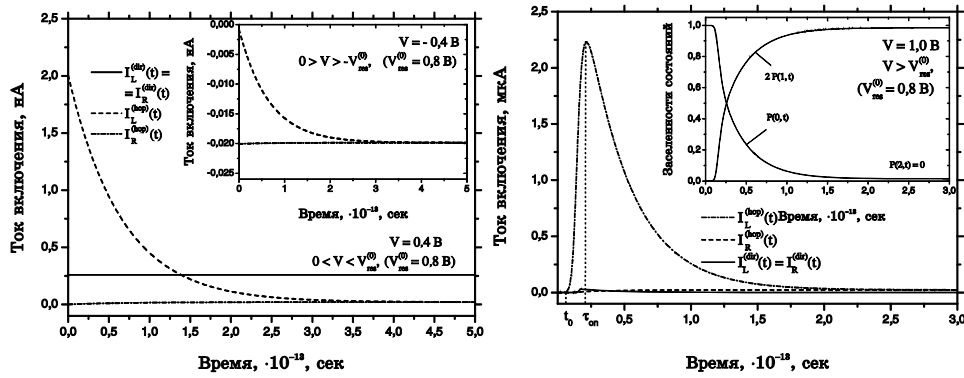 Ток включения, нА
2,5
2,0
1,5
1,0
0,5
0,0
0,0 0,5 1,0 1,5 2,0 2,5 3,0 3,5 4,0 4,5 5,0
Время, ·10⁻¹³, сек
I_L^(dir)(t) =
= I_R^(dir)(t)
I_L^(hop)(t)
I_R^(hop)(t)
Ток включения, нА
0,000
-0,005
-0,010
-0,015
-0,020
-0,025
0 1 2 3 4 5
Время, ·10⁻¹³, сек
V = - 0,4 В
0 > V > -V_res^(0), (V_res^(0) = 0,8 В)
V = 0,4 В
0 < V < V_res^(0), (V_res^(0) = 0,8 В)
Ток включения, мкА
2,5
2,0
1,5
1,0
0,5
0,0
t_0 τ_on 0,5 1,0 1,5 2,0 2,5 3,0
Время, ·10⁻¹³, сек
Заселенности состояний
1,0
0,8
0,6
0,4
0,2
0,0
0,0 0,5 1,0 1,5 2,0 2,5 3,0
Время, ·10⁻¹³, сек
2 P(1,t)
P(0,t)
P(2,t) = 0
V = 1,0 В
V > V_res^(0),
(V_res^(0) = 0,8 В)
I_L^(hop)(t)
I_R^(hop)(t)
I_L^(dir)(t) = I_R^(dir)(t)